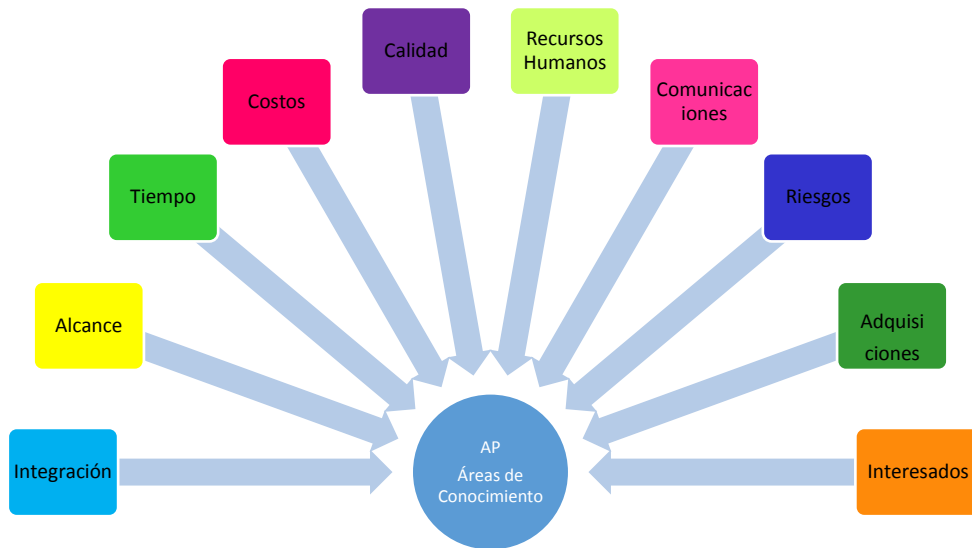 Integración
Alcance
Tiempo
Costos
Calidad
Recursos
Humanos
Comunicac
iones
Riesgos
Adquisi
ciones
Interesados
AP
Áreas de
Conocimiento